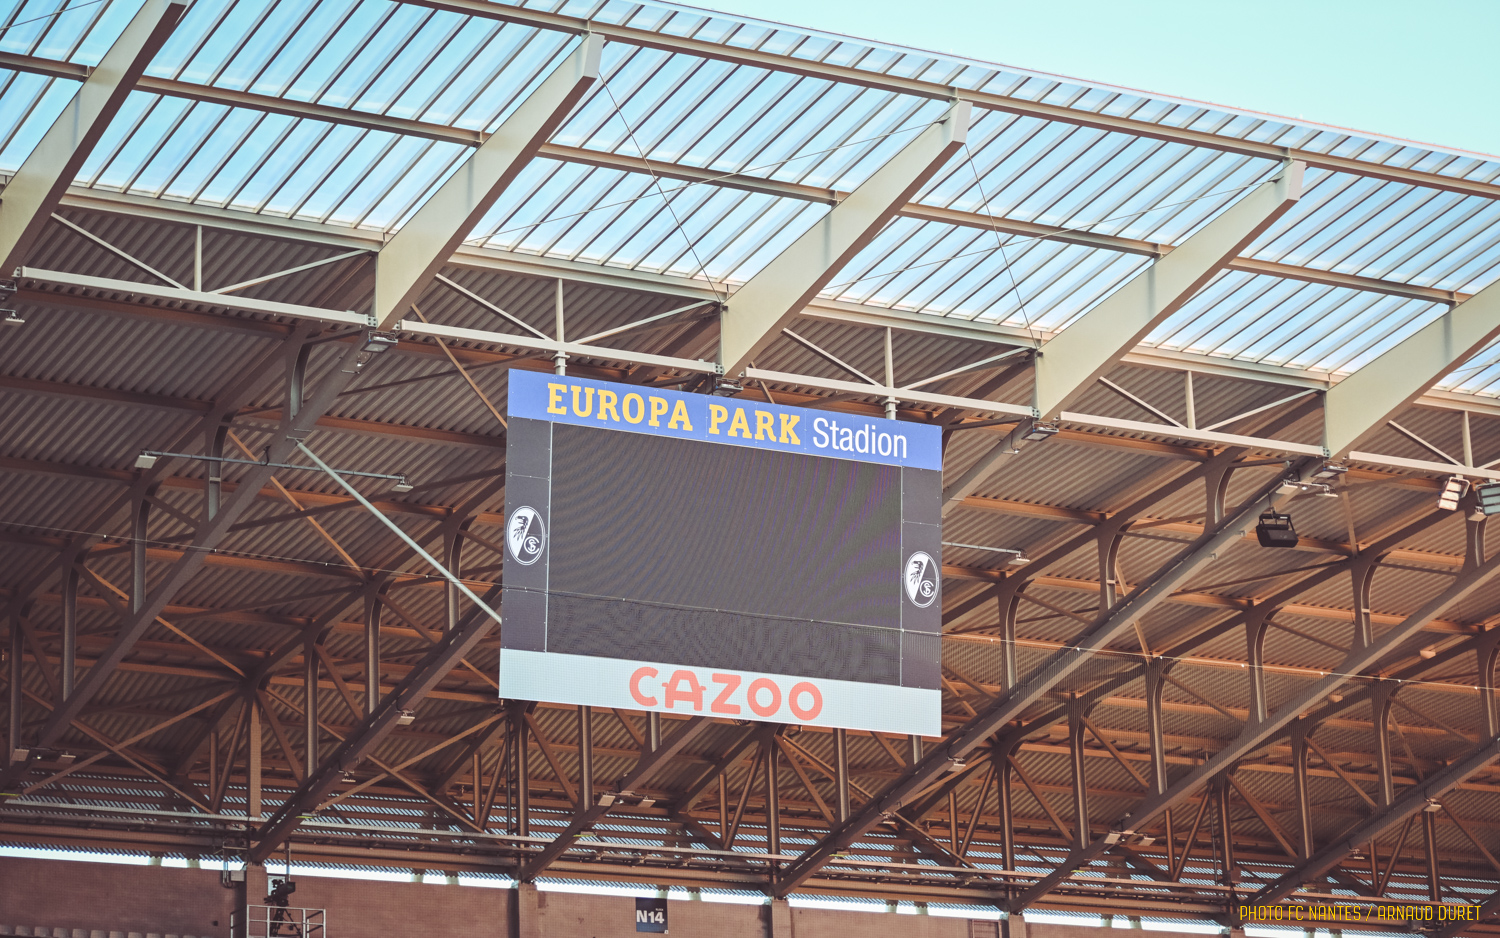 EUROPA PARK Stadion
CAZOO
N14
PHOTO FC NANTES / ARNAUD DURET